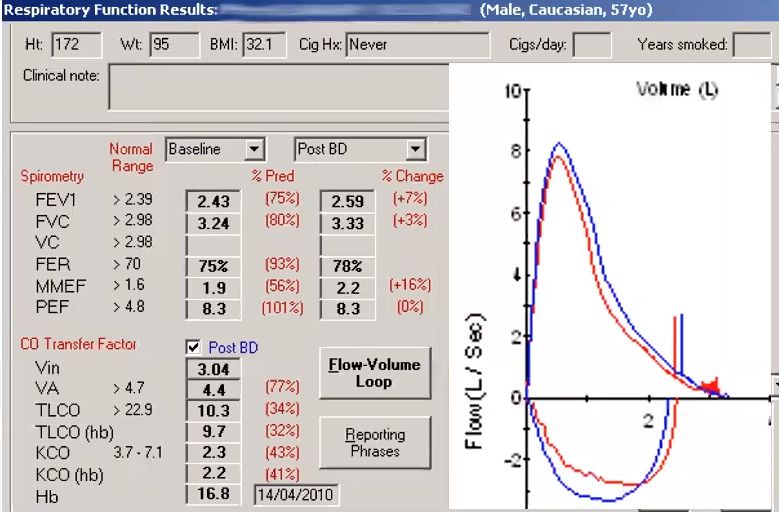 Respiratory Function Results: (Male, Caucasian, 57yo)
Ht: 172 Wt: 95 BMI: 32.1 Cig Hx: Never Cigs/day: Years smoked:
Clinical note:
Normal Range Baseline Post BD
Spirometry % Pred % Change
FEV1 > 2.39 2.43 (75%) 2.59 (+7%)
FVC > 2.98 3.24 (80%) 3.33 (+3%)
VC > 2.98
FER > 70 75% (93%) 78%
MMEF > 1.6 1.9 (56%) 2.2 (+16%)
PEF > 4.8 8.3 (101%) 8.3 (0%)
CO Transfer Factor Post BD
Vin 3.04
VA > 4.7 4.4 (77%)
TLCO > 22.9 10.3 (34%)
TLCO (hb) 9.7 (32%)
KCO 3.7 - 7.1 2.3 (43%)
KCO (hb) 2.2 (41%)
Hb 16.8 14/04/2010
Flow-Volume Loop
Reporting Phrases
Volume (L)
Flow(L / Sec)
10
8
6
4
2
0
-2
2
4